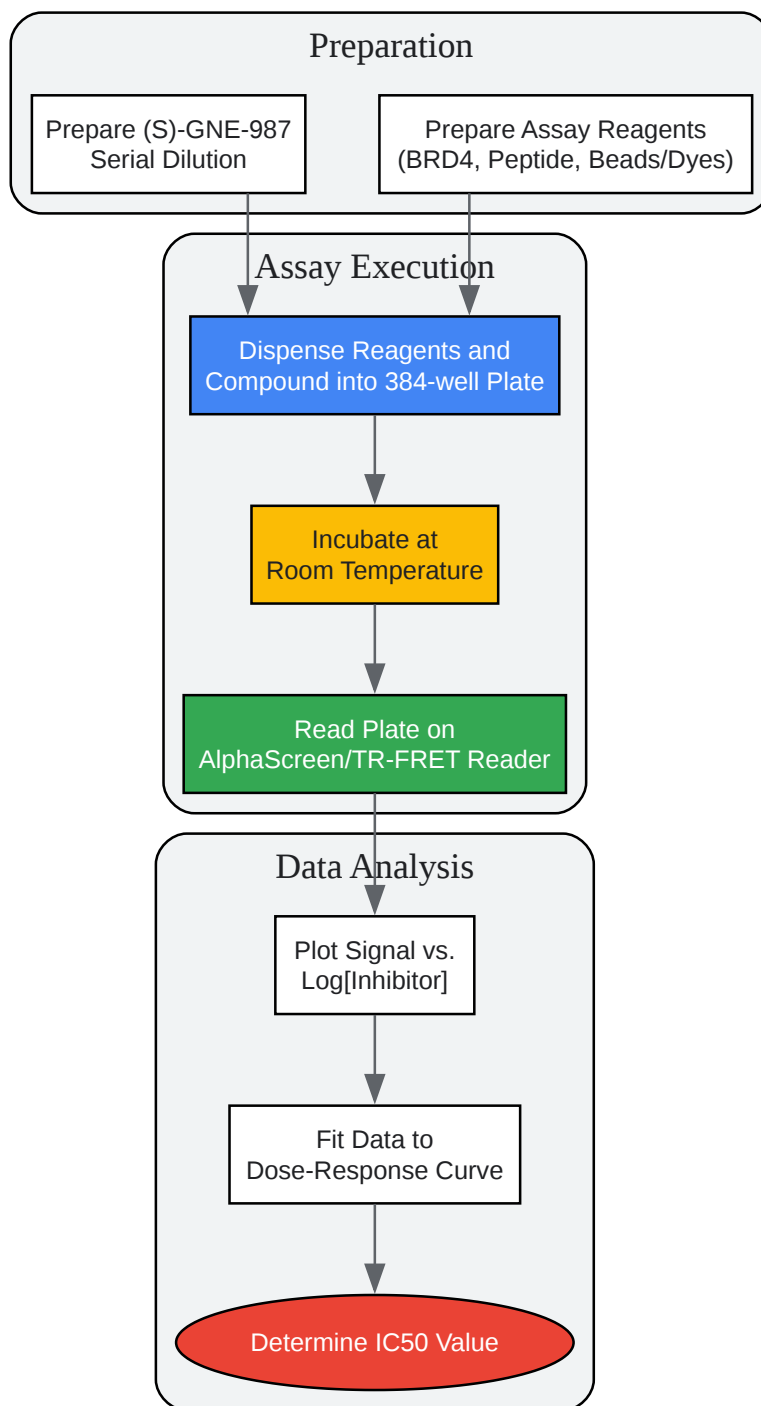 Preparation
Prepare (S)-GNE-987
Serial Dilution
Prepare Assay Reagents
(BRD4, Peptide, Beads/Dyes)
Assay Execution
Dispense Reagents and
Compound into 384-well Plate
Incubate at
Room Temperature
Read Plate on
AlphaScreen/TR-FRET Reader
Data Analysis
Plot Signal vs.
Log[Inhibitor]
Fit Data to
Dose-Response Curve
Determine IC50 Value